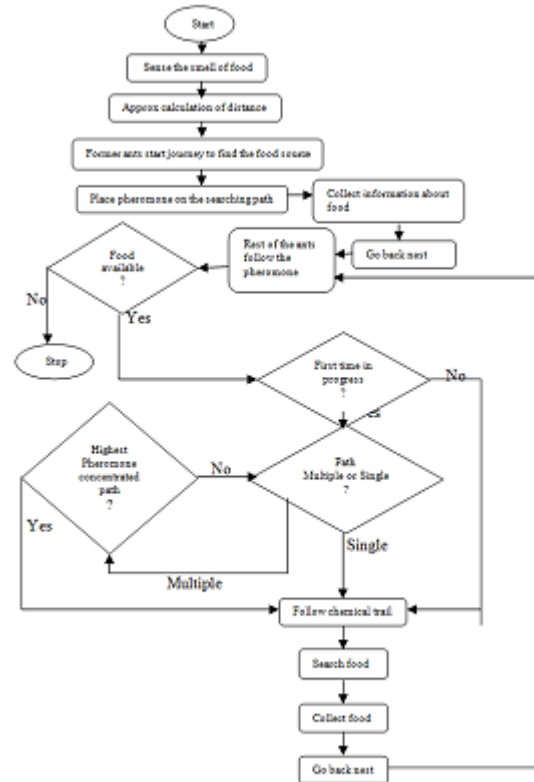 Start
Sense the smell of food
Approx calculation of distance
Former ants start journey to find the food source
Place pheromone on the searching path
Collect information about
food
Go back nest
Rest of the ants
follow the
pheromone
Food
available
?
No
Yes
Stop
First time in
progress
?
No
es
Highest
Pheromone
concentrated
path
?
No
Yes
Path
Multiple or Single
?
Multiple
Single
Follow chemical trail
Search food
Collect food
Go back nest